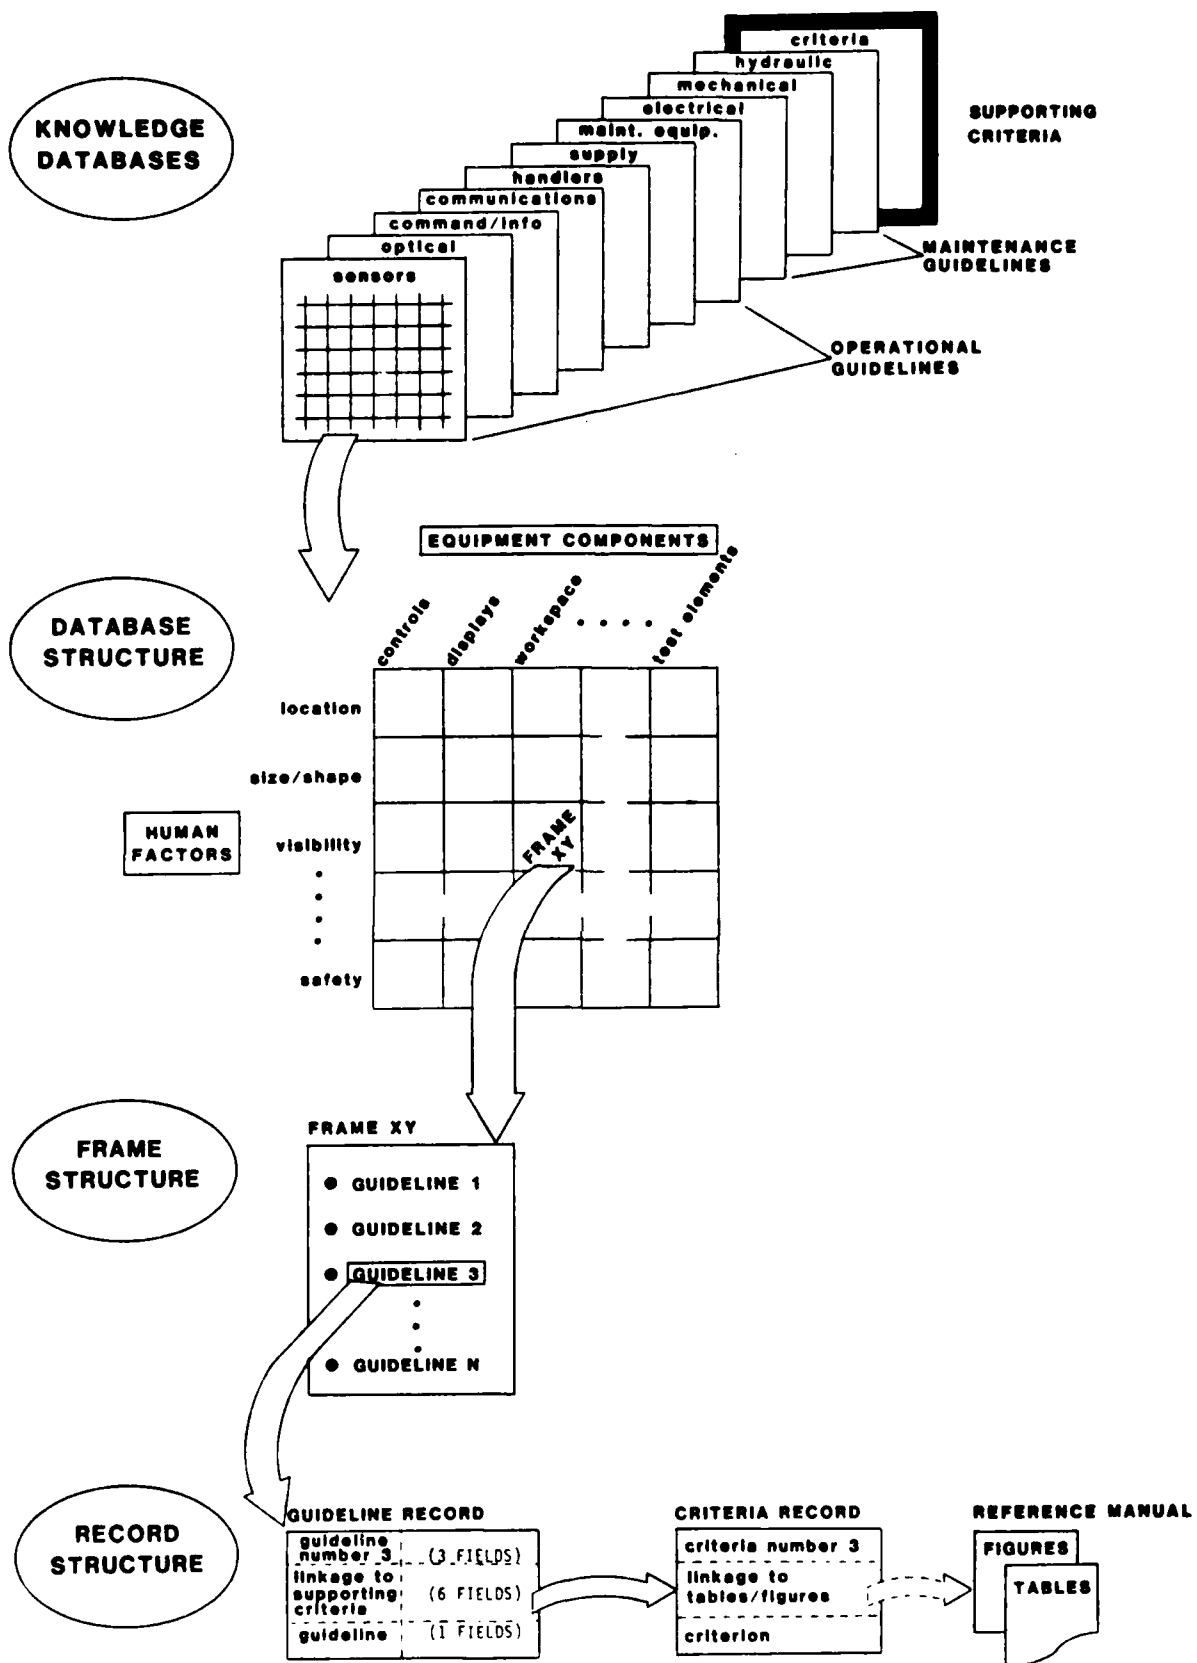 criteria
hydraulic
mechanical
electrical
maint. equip.
supply
handlers
communications
command/info
optical
sensors
KNOWLEDGE
DATABASES
SUPPORTING
CRITERIA
MAINTENANCE
GUIDELINES
OPERATIONAL
GUIDELINES
EQUIPMENT COMPONENTS
DATABASE
STRUCTURE
controls
displays
workspace
. . . .
test elements
location
size/shape
HUMAN
FACTORS
visibility
safety
FRAME
XY
FRAME
STRUCTURE
FRAME XY
● GUIDELINE 1
● GUIDELINE 2
● GUIDELINE 3
● GUIDELINE N
RECORD
STRUCTURE
GUIDELINE RECORD
guideline
number 3 (3 FIELDS)
linkage to
supporting (6 FIELDS)
criteria
guideline (1 FIELDS)
CRITERIA RECORD
criteria number 3
linkage to
tables/figures
criterion
REFERENCE MANUAL
FIGURES
TABLES